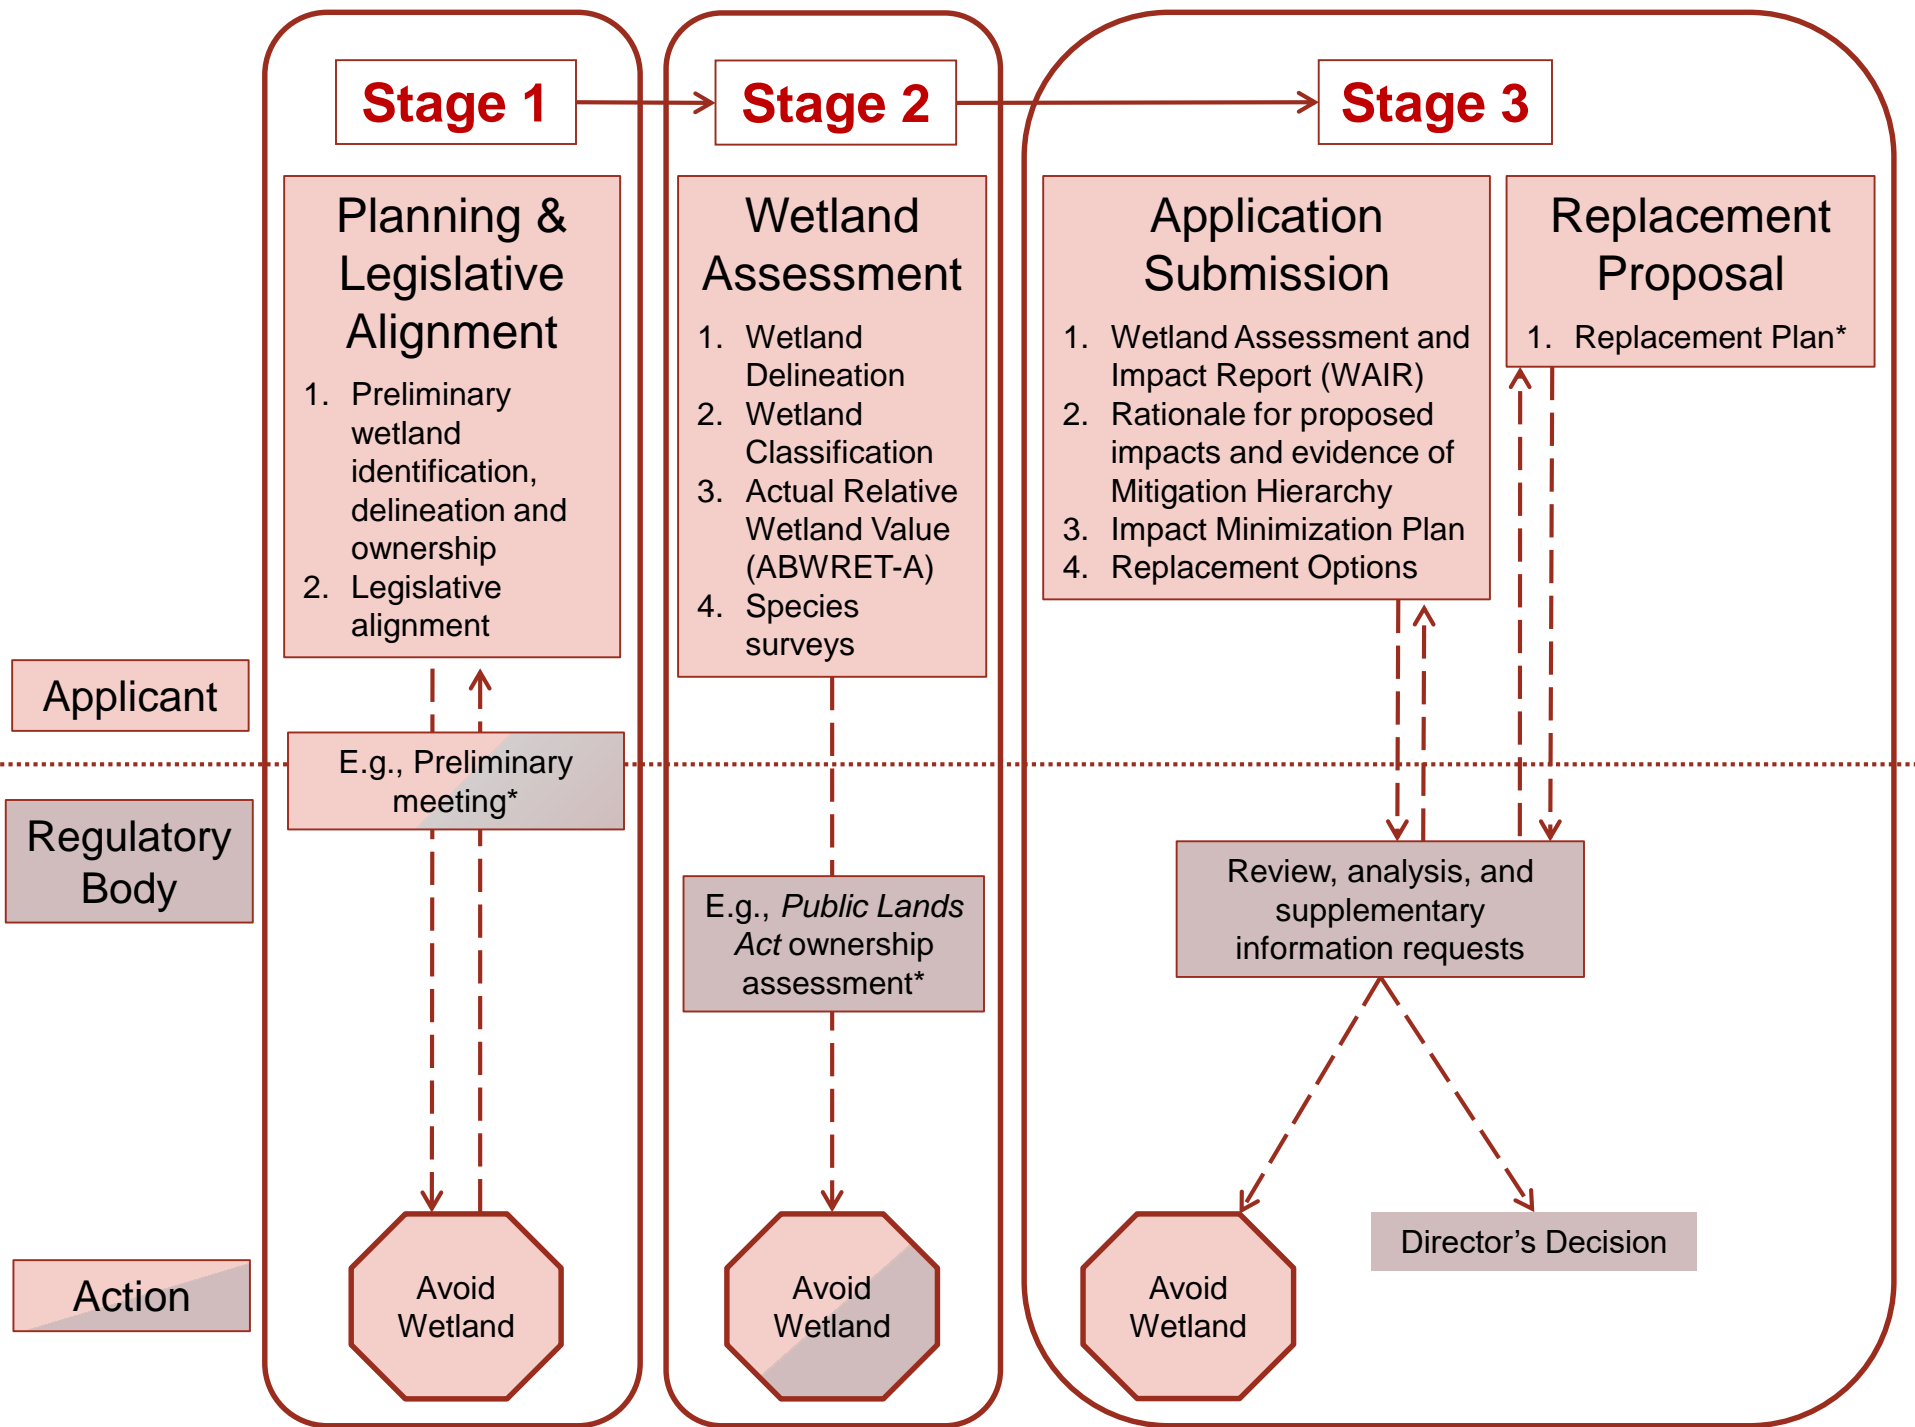 Stage 1
Stage 2
Stage 3
Planning &
Legislative
Alignment
1. Preliminary
wetland
identification,
delineation and
ownership
2. Legislative
alignment
Wetland
Assessment
1. Wetland
Delineation
2. Wetland
Classification
3. Actual Relative
Wetland Value
(ABWRET-A)
4. Species
surveys
Application
Submission
1. Wetland Assessment and
Impact Report (WAIR)
2. Rationale for proposed
impacts and evidence of
Mitigation Hierarchy
3. Impact Minimization Plan
4. Replacement Options
Replacement
Proposal
1. Replacement Plan*
Applicant
E.g., Preliminary
meeting*
Regulatory
Body
E.g., Public Lands
Act ownership
assessment*
Review, analysis, and
supplementary
information requests
Action
Avoid
Wetland
Avoid
Wetland
Avoid
Wetland
Director’s Decision